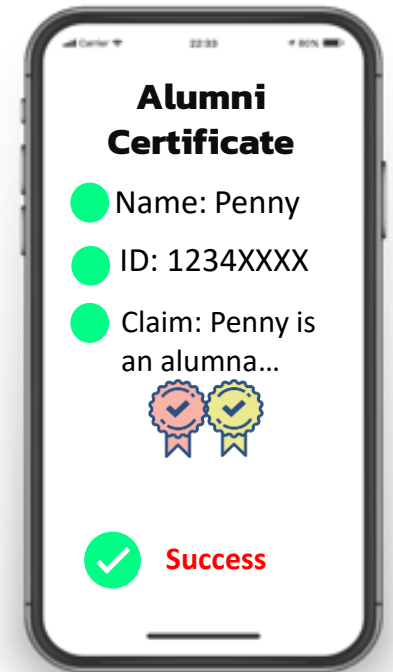 Carrier 22:33 80%
Alumni
Certificate
Name: Penny
ID: 1234XXXX
Claim: Penny is
an alumna...
Success